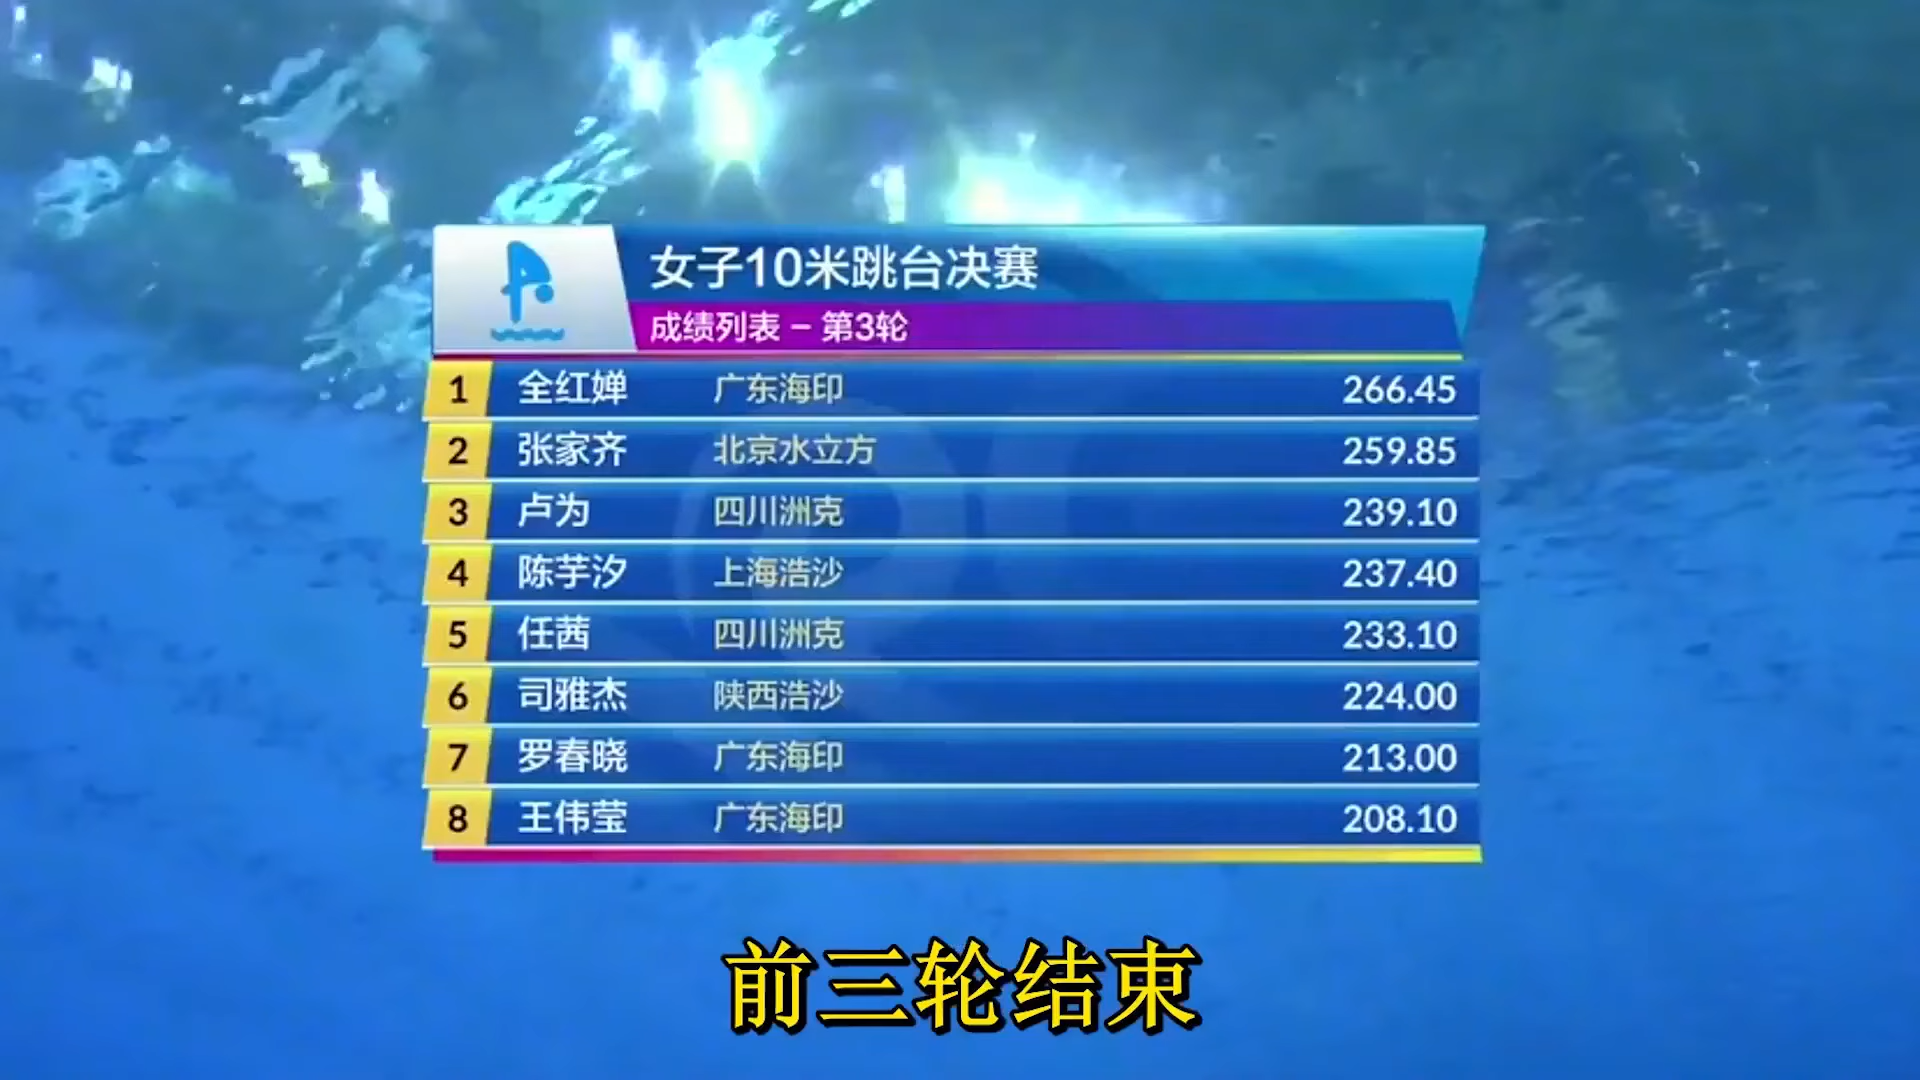 女子10米跳台决赛
成绩列表 – 第3轮
1 全红婵 广东海印 266.45
2 张家齐 北京水立方 259.85
3 卢为 四川洲克 239.10
4 陈芋汐 上海浩沙 237.40
5 任茜 四川洲克 233.10
6 司雅杰 陕西浩沙 224.00
7 罗春晓 广东海印 213.00
8 王伟莹 广东海印 208.10
前三轮结束